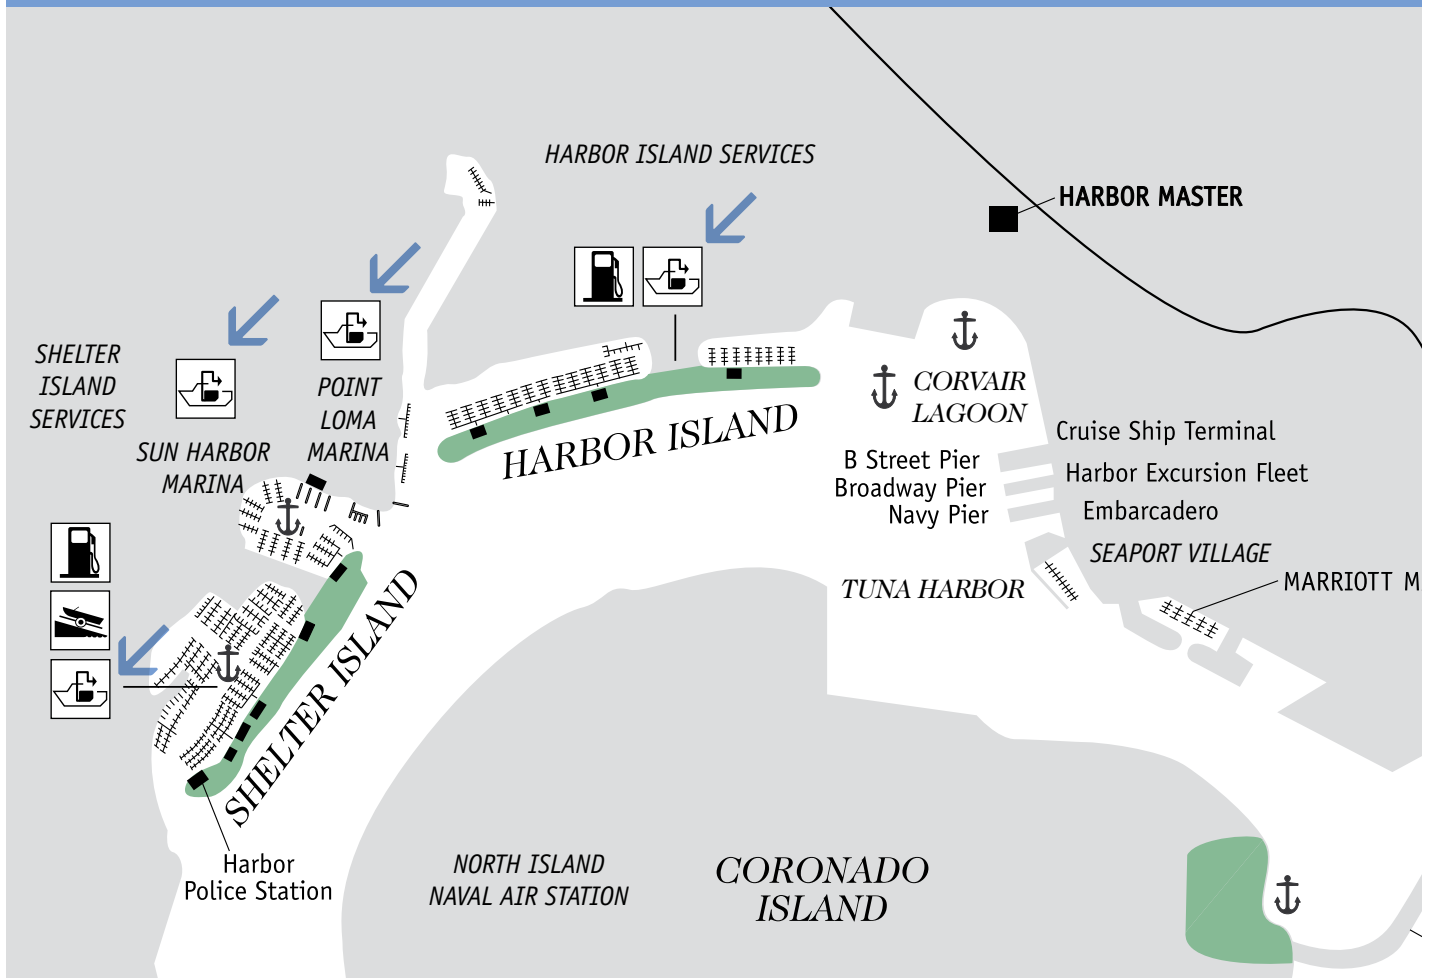 HARBOR ISLAND SERVICES
HARBOR MASTER
SHELTER
ISLAND
SERVICES
POINT
LOMA
MARINA
SUN HARBOR
MARINA
HARBOR ISLAND
CORVAIR
LAGOON
Cruise Ship Terminal
B Street Pier
Harbor Excursion Fleet
Broadway Pier
Navy Pier
Embarcadero
SEAPORT VILLAGE
TUNA HARBOR
MARRIOTT M
SHELTER ISLAND
Harbor
Police Station
NORTH ISLAND
NAVAL AIR STATION
CORONADO
ISLAND